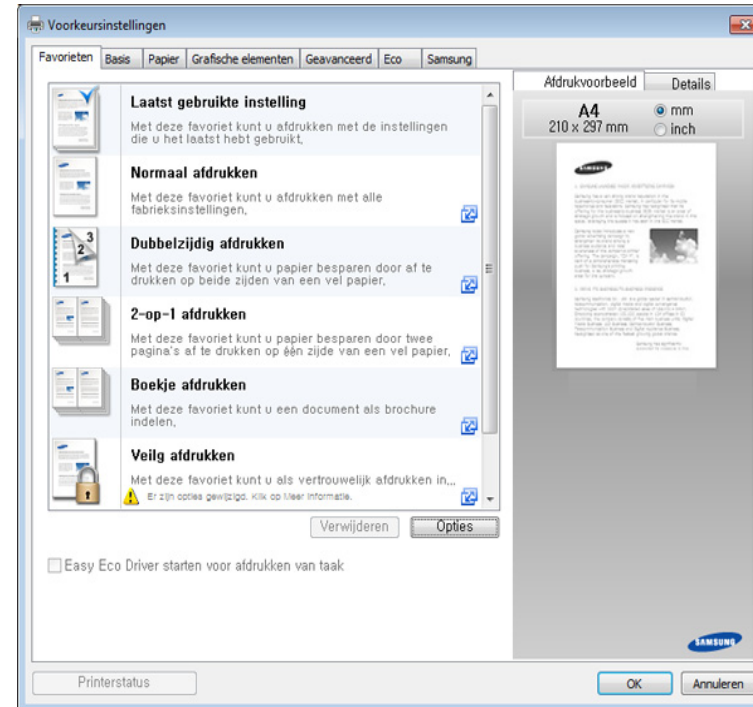 Voorkeursinstellingen
Favorieten Basis Papier Grafische elementen Geavanceerd Eco Samsung
Laatst gebruikte instelling
Met deze favoriet kunt u afdrukken met de instellingen
die u het laatst hebt gebruikt.
Normaal afdrukken
Met deze favoriet kunt u afdrukken met alle
fabrieksinstellingen.
Dubbelzijdig afdrukken
Met deze favoriet kunt u papier besparen door af te
drukken op beide zijden van een vel papier.
2-op-1 afdrukken
Met deze favoriet kunt u papier besparen door twee
pagina's af te drukken op één zijde van een vel papier.
Boekje afdrukken
Met deze favoriet kunt u een document als brochure
indelen.
Veilg afdrukken
Met deze favoriet kunt u als vertrouwelijk afdrukken in...
Er zijn opties gewijzigd. Klik op Meer informatie.
Verwijderen Opties
Easy Eco Driver starten voor afdrukken van taak
Afdrukvoorbeeld Details
A4
210 x 297 mm
mm
inch
SAMSUNG
Printerstatus
OK Annuleren